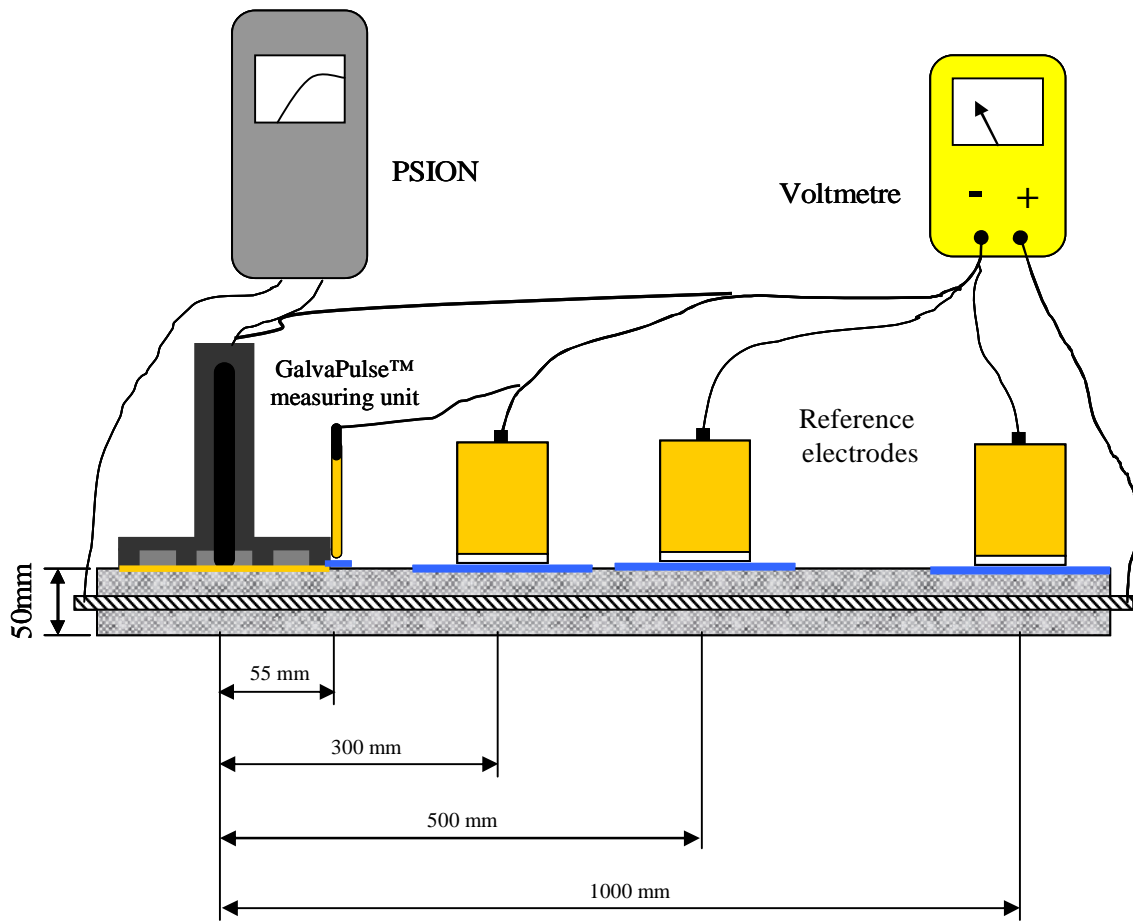 PSION
Voltmetre
- +
GalvaPulse™
measuring unit
Reference
electrodes
50mm
55 mm
300 mm
500 mm
1000 mm